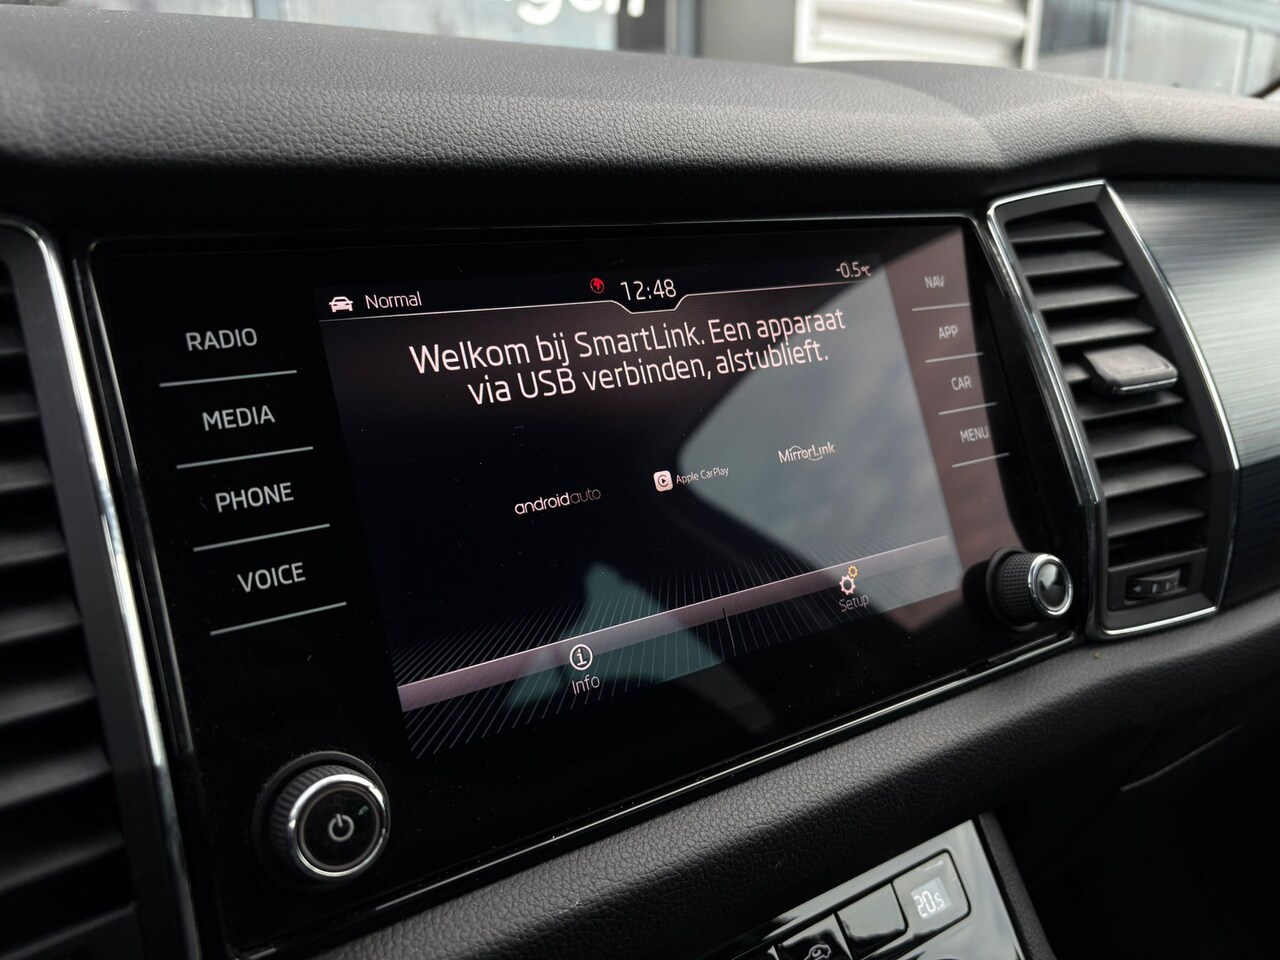 Normal
12:48
-0.5°C
RADIO
MEDIA
PHONE
VOICE
Welkom bij SmartLink. Een apparaat
via USB verbinden, alstublieft.
androidauto
Apple CarPlay
MirrorLink
Info
Setup
NAV
APP
CAR
MENU
20.5